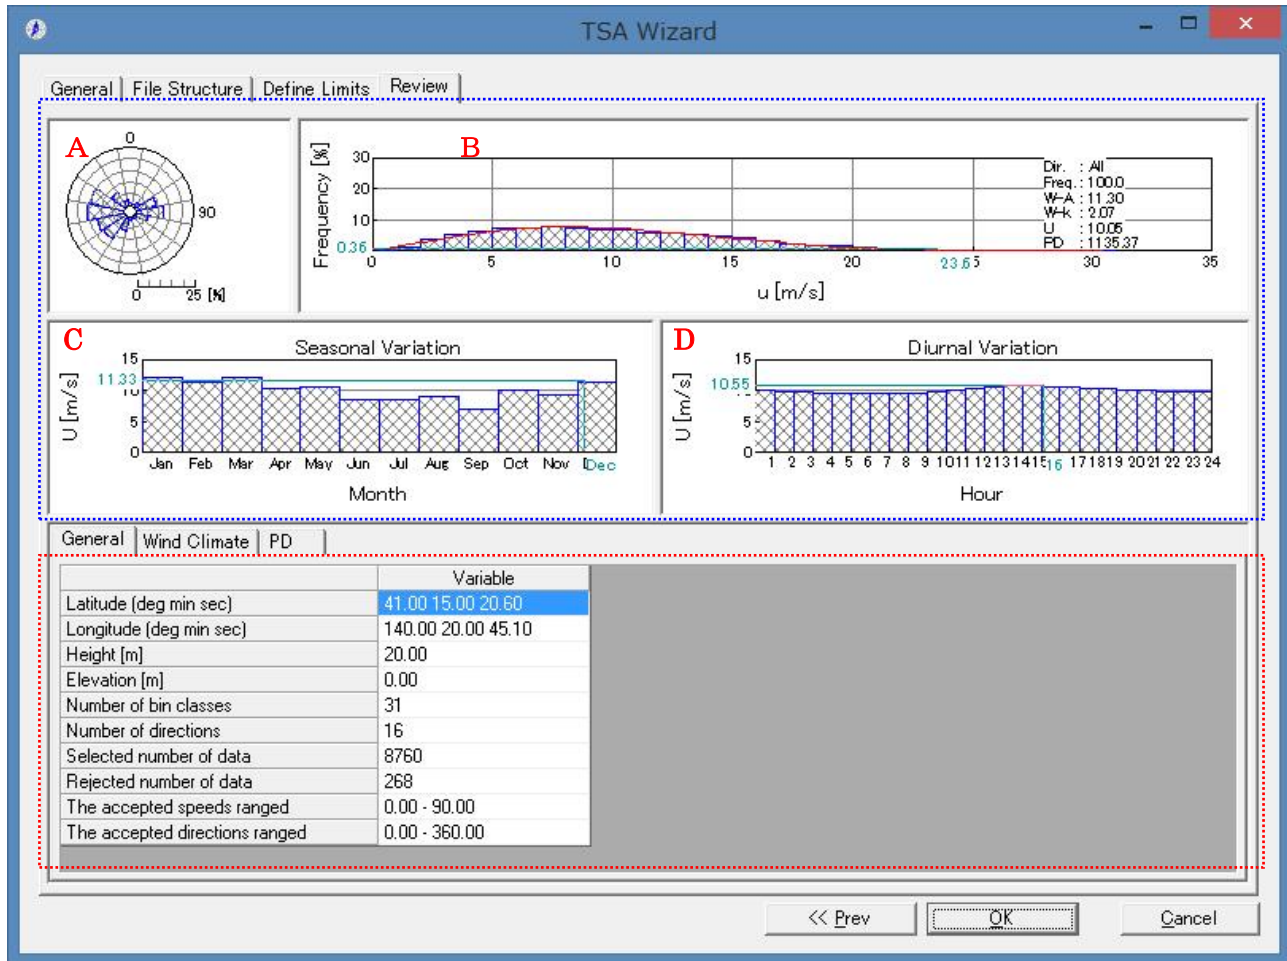 TSA Wizard
General File Structure Define Limits Review
A
0
90
0 25 [%]
B
Frequency [%]
30
20
10
0.36
0 5 10 15 20 23.65 30 35
u [m/s]
Dir. : All
Freq. : 100.0
W-A : 11.30
W-k : 2.07
U : 10.05
PD : 1135.37
C
Seasonal Variation
U [m/s]
15
11.33
5
0
Jan Feb Mar Apr May Jun Jul Aug Sep Oct Nov Dec
Month
D
Diurnal Variation
U [m/s]
15
10.55
5
0
1 2 3 4 5 6 7 8 9 10 11 12 13 14 15 16 17 18 19 20 21 22 23 24
Hour
General Wind Climate PD
Variable
Latitude (deg min sec) 41.00 15.00 20.60
Longitude (deg min sec) 140.00 20.00 45.10
Height [m] 20.00
Elevation [m] 0.00
Number of bin classes 31
Number of directions 16
Selected number of data 8760
Rejected number of data 268
The accepted speeds ranged 0.00 - 90.00
The accepted directions ranged 0.00 - 360.00
<< Prev OK Cancel